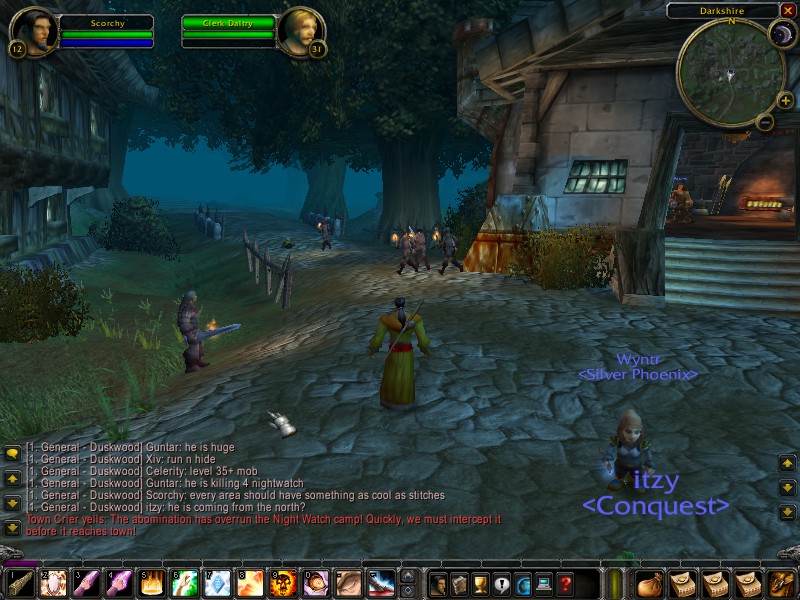 Scorchy
12
Clerk Daltry
31
Darkshire
N
Wyntr
<Silver Phoenix>
itzy
<Conquest>
[1. General - Duskwood] Guntar: he is huge
[1. General - Duskwood] Xiv: run n hide
[1. General - Duskwood] Celerity: level 35+ mob
[1. General - Duskwood] Guntar: he is killing 4 nightwatch
[1. General - Duskwood] Scorchy: every area should have something as cool as stitches
[1. General - Duskwood] itzy: he is coming from the north?
Town Crier yells: The abomination has overrun the Night Watch camp! Quickly, we must intercept it
before it reaches town!